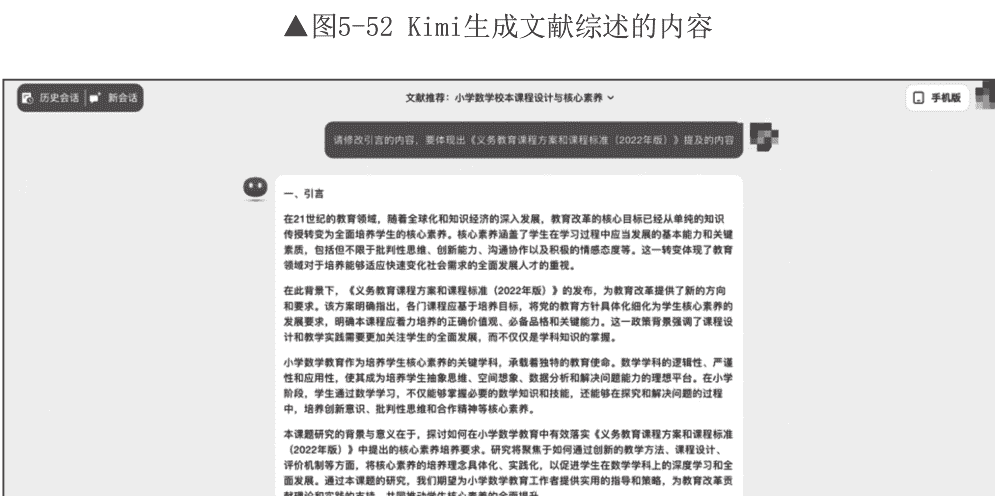 ▲图5-52 Kimi生成文献综述的内容
历史会话 新会话
文献推荐：小学数学校本课程设计与核心素养
手机版
请修改引言的内容，要体现出《义务教育课程方案和课程标准（2022年版）》提及的内容
一、引言
在21世纪的教育领域，随着全球化和知识经济的深入发展，教育改革的核心目标已经从单纯的知识
传授转变为全面培养学生的核心素养。核心素养涵盖了学生在学习过程中应当发展的基本能力和关键
素质，包括但不限于批判性思维、创新能力、沟通协作以及积极的情感态度等。这一转变体现了教育
领域对于培养能够适应快速变化社会需求的全面发展人才的重视。
在此背景下，《义务教育课程方案和课程标准（2022年版）》的发布，为教育改革提供了新的方向
和要求。该方案明确指出，各门课程应基于培养目标，将党的教育方针具体化细化为学生核心素养的
发展要求，明确本课程应着力培养的正确价值观、必备品格和关键能力。这一政策背景强调了课程设
计和教学实践需要更加关注学生的全面发展，而不仅仅是学科知识的掌握。
小学数学教育作为培养学生核心素养的关键学科，承载着独特的教育使命。数学学科的逻辑性、严谨
性和应用性，使其成为培养学生抽象思维、空间想象、数据分析和解决问题能力的理想平台。在小学
阶段，学生通过数学学习，不仅能够掌握必要的数学知识和技能，还能够在探究和解决问题的过程
中，培养创新意识、批判性思维和合作精神等核心素养。
本课题研究的背景与意义在于，探讨如何在小学数学教育中有效落实《义务教育课程方案和课程标准
（2022年版）》中提出的核心素养培养要求。研究将聚焦于如何通过创新的教学方法、课程设计、
评价机制等方面，将核心素养的培养理念具体化、实践化，以促进学生在数学学科上的深度学习和全
面发展。通过本课题的研究，我们期望为小学数学教育工作者提供实用的指导和策略，为教育改革贡
献理论和实践的支持，共同推动学生核心素养的全面提升。